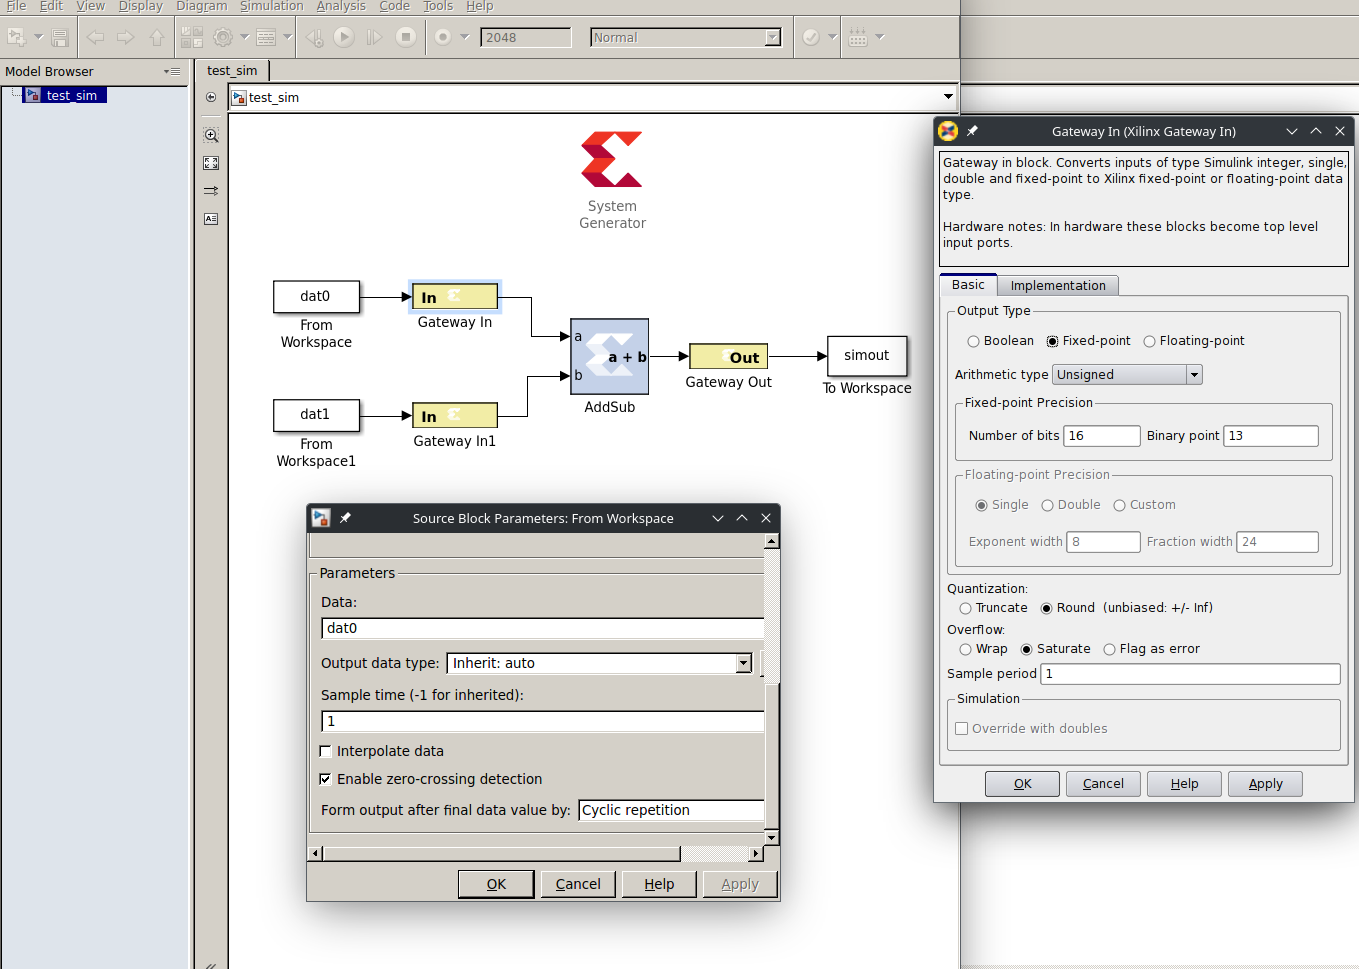 File Edit View Display Diagram Simulation Analysis Code Tools Help
2048 Normal
Model Browser
test_sim
test_sim
test_sim
System
Generator
dat0
From
Workspace
In
Gateway In
dat1
From
Workspace1
In
Gateway In1
a
b
a + b
AddSub
Out
Gateway Out
simout
To Workspace
Source Block Parameters: From Workspace
Parameters
Data:
dat0
Output data type: Inherit: auto
Sample time (-1 for inherited):
1
Interpolate data
Enable zero-crossing detection
Form output after final data value by: Cyclic repetition
OK Cancel Help Apply
Gateway In (Xilinx Gateway In)
Gateway in block. Converts inputs of type Simulink integer, single,
double and fixed-point to Xilinx fixed-point or floating-point data
type.
Hardware notes: In hardware these blocks become top level
input ports.
Basic Implementation
Output Type
Boolean Fixed-point Floating-point
Arithmetic type Unsigned
Fixed-point Precision
Number of bits 16 Binary point 13
Floating-point Precision
Single Double Custom
Exponent width 8 Fraction width 24
Quantization:
Truncate Round (unbiased: +/- Inf)
Overflow:
Wrap Saturate Flag as error
Sample period 1
Simulation
Override with doubles
OK Cancel Help Apply